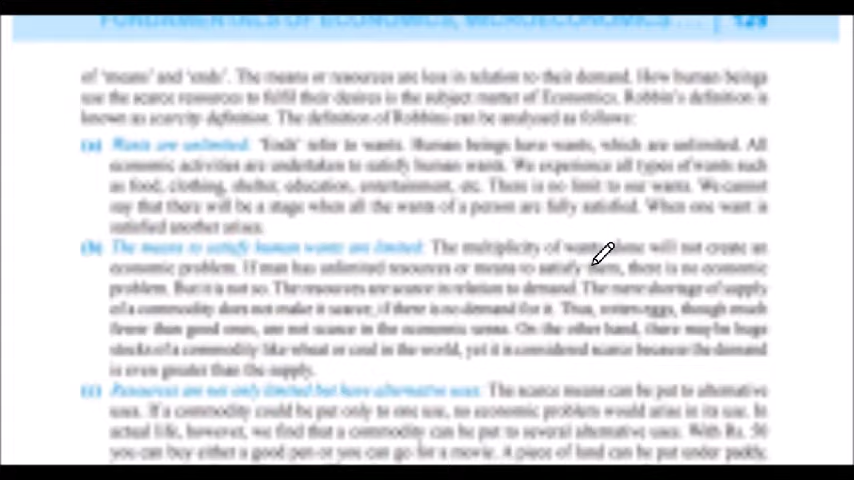 FUNDAMENTALS OF ECONOMICS, MICROECONOMICS .... | 129
of 'means' and 'ends'. The means or resources are less in relation to their demand. How human beings
use the scarce resources to fulfil their desires is the subject matter of Economics. Robbin's definition is
known as scarcity definition. The definition of Robbins can be analysed as follows:
(a) Wants are unlimited: 'Ends' refer to wants. Human beings have wants, which are unlimited. All
economic activities are undertaken to satisfy human wants. We experience all types of wants such
as food, clothing, shelter, education, entertainment, etc. There is no limit to our wants. We cannot
say that there will be a stage when all the wants of a person are fully satisfied. When one want is
satisfied another arises.
(b) The means to satisfy human wants are limited: The multiplicity of wants alone will not create an
economic problem. If man has unlimited resources or means to satisfy them, there is no economic
problem. But it is not so. The resources are scarce in relation to demand. The mere shortage of supply
of a commodity does not make it scarce, if there is no demand for it. Thus, rotten eggs, though much
fewer than good ones, are not scarce in the economic sense. On the other hand, there may be huge
stocks of a commodity like wheat or coal in the world, yet it is considered scarce because the demand
is even greater than the supply.
(c) Resources are not only limited but have alternative uses: The scarce means can be put to alternative
uses. If a commodity could be put only to one use, no economic problem would arise in its use. In
actual life, however, we find that a commodity can be put to several alternative uses. With Rs. 50
you can buy either a good pen or you can go for a movie. A piece of land can be put under paddy,